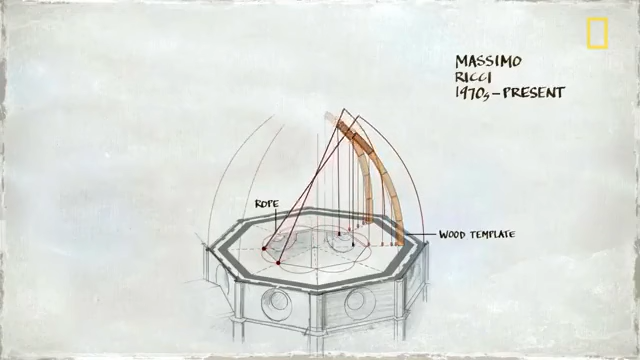 MASSIMO
RICCI
1970s-PRESENT
ROPE
WOOD TEMPLATE